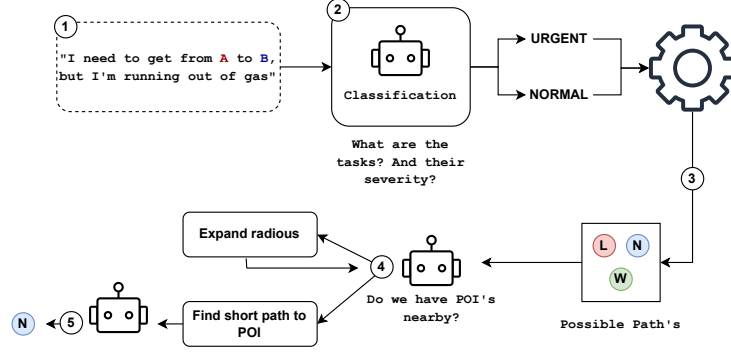 1
"I need to get from A to B,
but I'm running out of gas"
2
Classification
What are the
tasks? And their
severity?
URGENT
NORMAL
3
L
N
W
Possible Path's
4
Do we have POI's
nearby?
Expand radious
Find short path to
POI
5
N